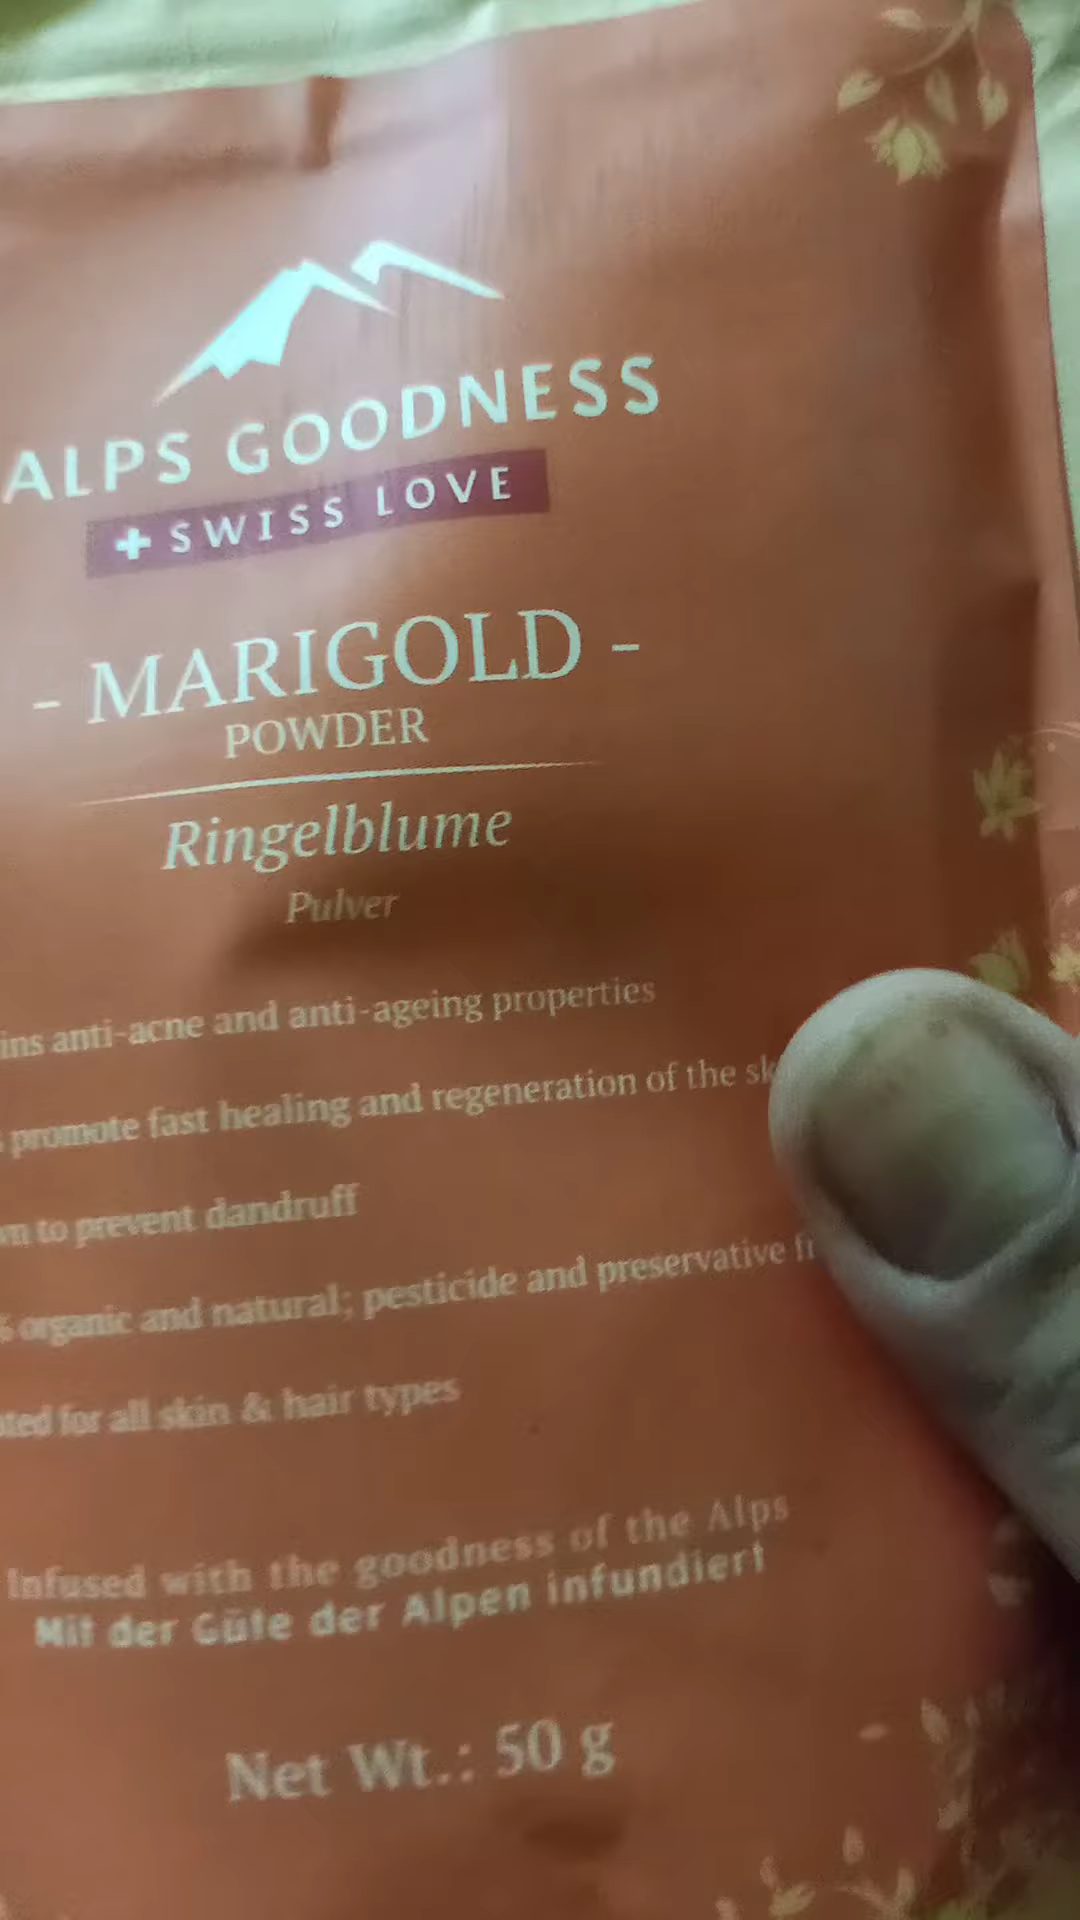 ALPS GOODNESS
+ SWISS LOVE
- MARIGOLD -
POWDER
Ringelblume
Pulver
anti-acne and anti-ageing properties
promote fast healing and regeneration of the
to prevent dandruff
organic and natural; pesticide and preservative
for all skin & hair types
Infused with the goodness of the Alps
Mit der Güte der Alpen infundiert
Net Wt.: 50 g